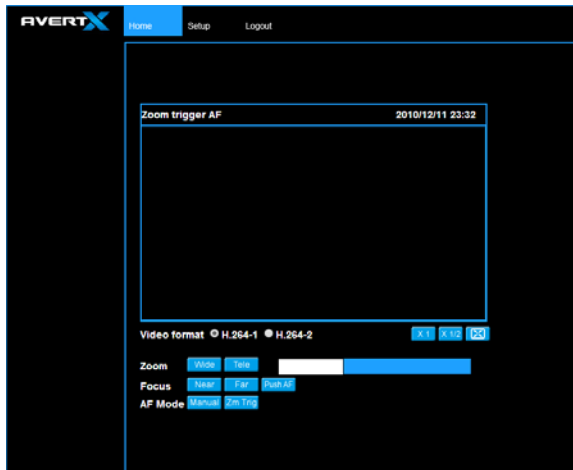 AVERTX Home Setup Logout
Zoom trigger AF 2010/12/11 23:32
Video format H.264-1 H.264-2 X 1 X 1/2
Zoom Wide Tele
Focus Near Far Push AF
AF Mode Manual Zm Trig